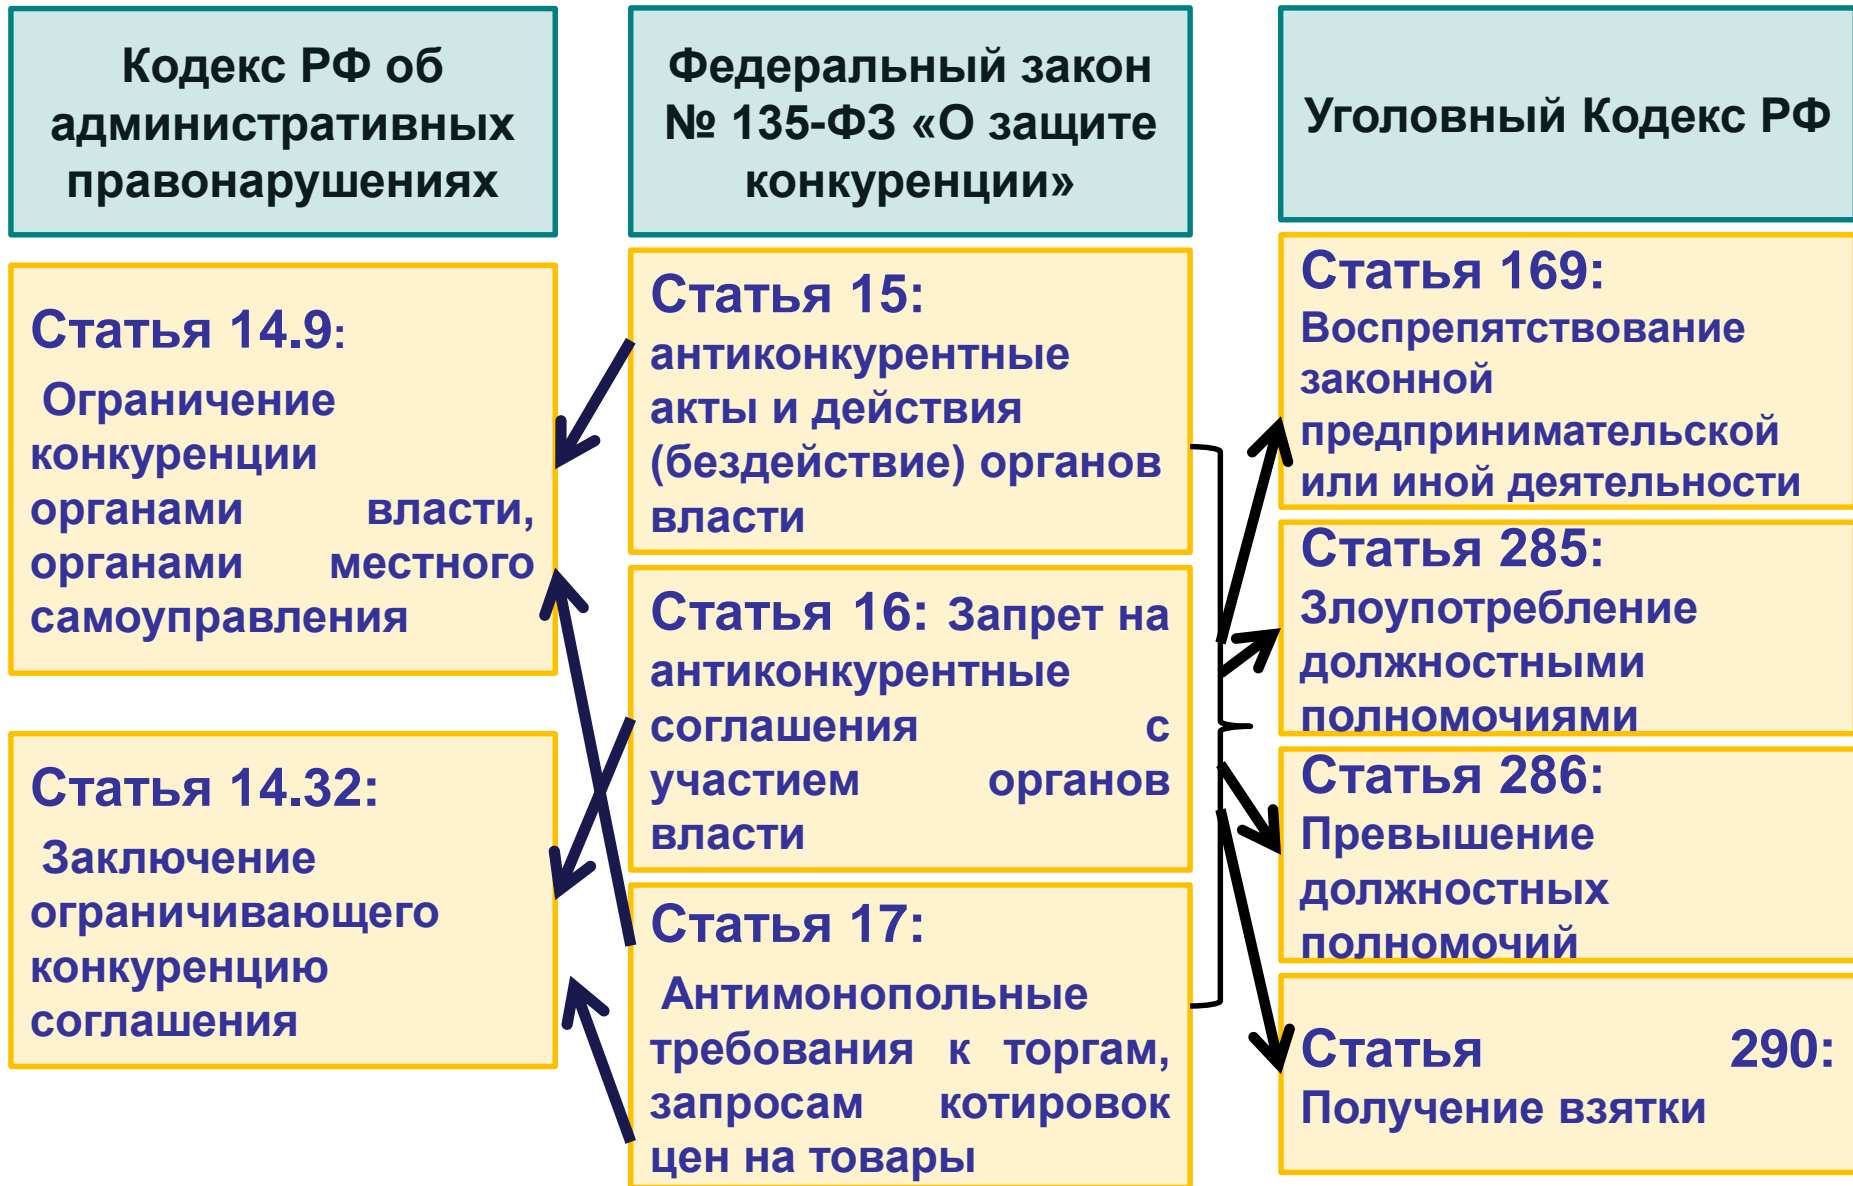 Кодекс РФ об
административных
правонарушениях
Статья 14.9:
Ограничение
конкуренции
органами власти,
органами местного
самоуправления
Статья 14.32:
Заключение
ограничивающего
конкуренцию
соглашения
Федеральный закон
№ 135-ФЗ «О защите
конкуренции»
Статья 15:
антиконкурентные
акты и действия
(бездействие) органов
власти
Статья 16: Запрет на
антиконкурентные
соглашения с
участием органов
власти
Статья 17:
Антимонопольные
требования к торгам,
запросам котировок
цен на товары
Уголовный Кодекс РФ
Статья 169:
Воспрепятствование
законной
предпринимательской
или иной деятельности
Статья 285:
Злоупотребление
должностными
полномочиями
Статья 286:
Превышение
должностных
полномочий
Статья 290:
Получение взятки